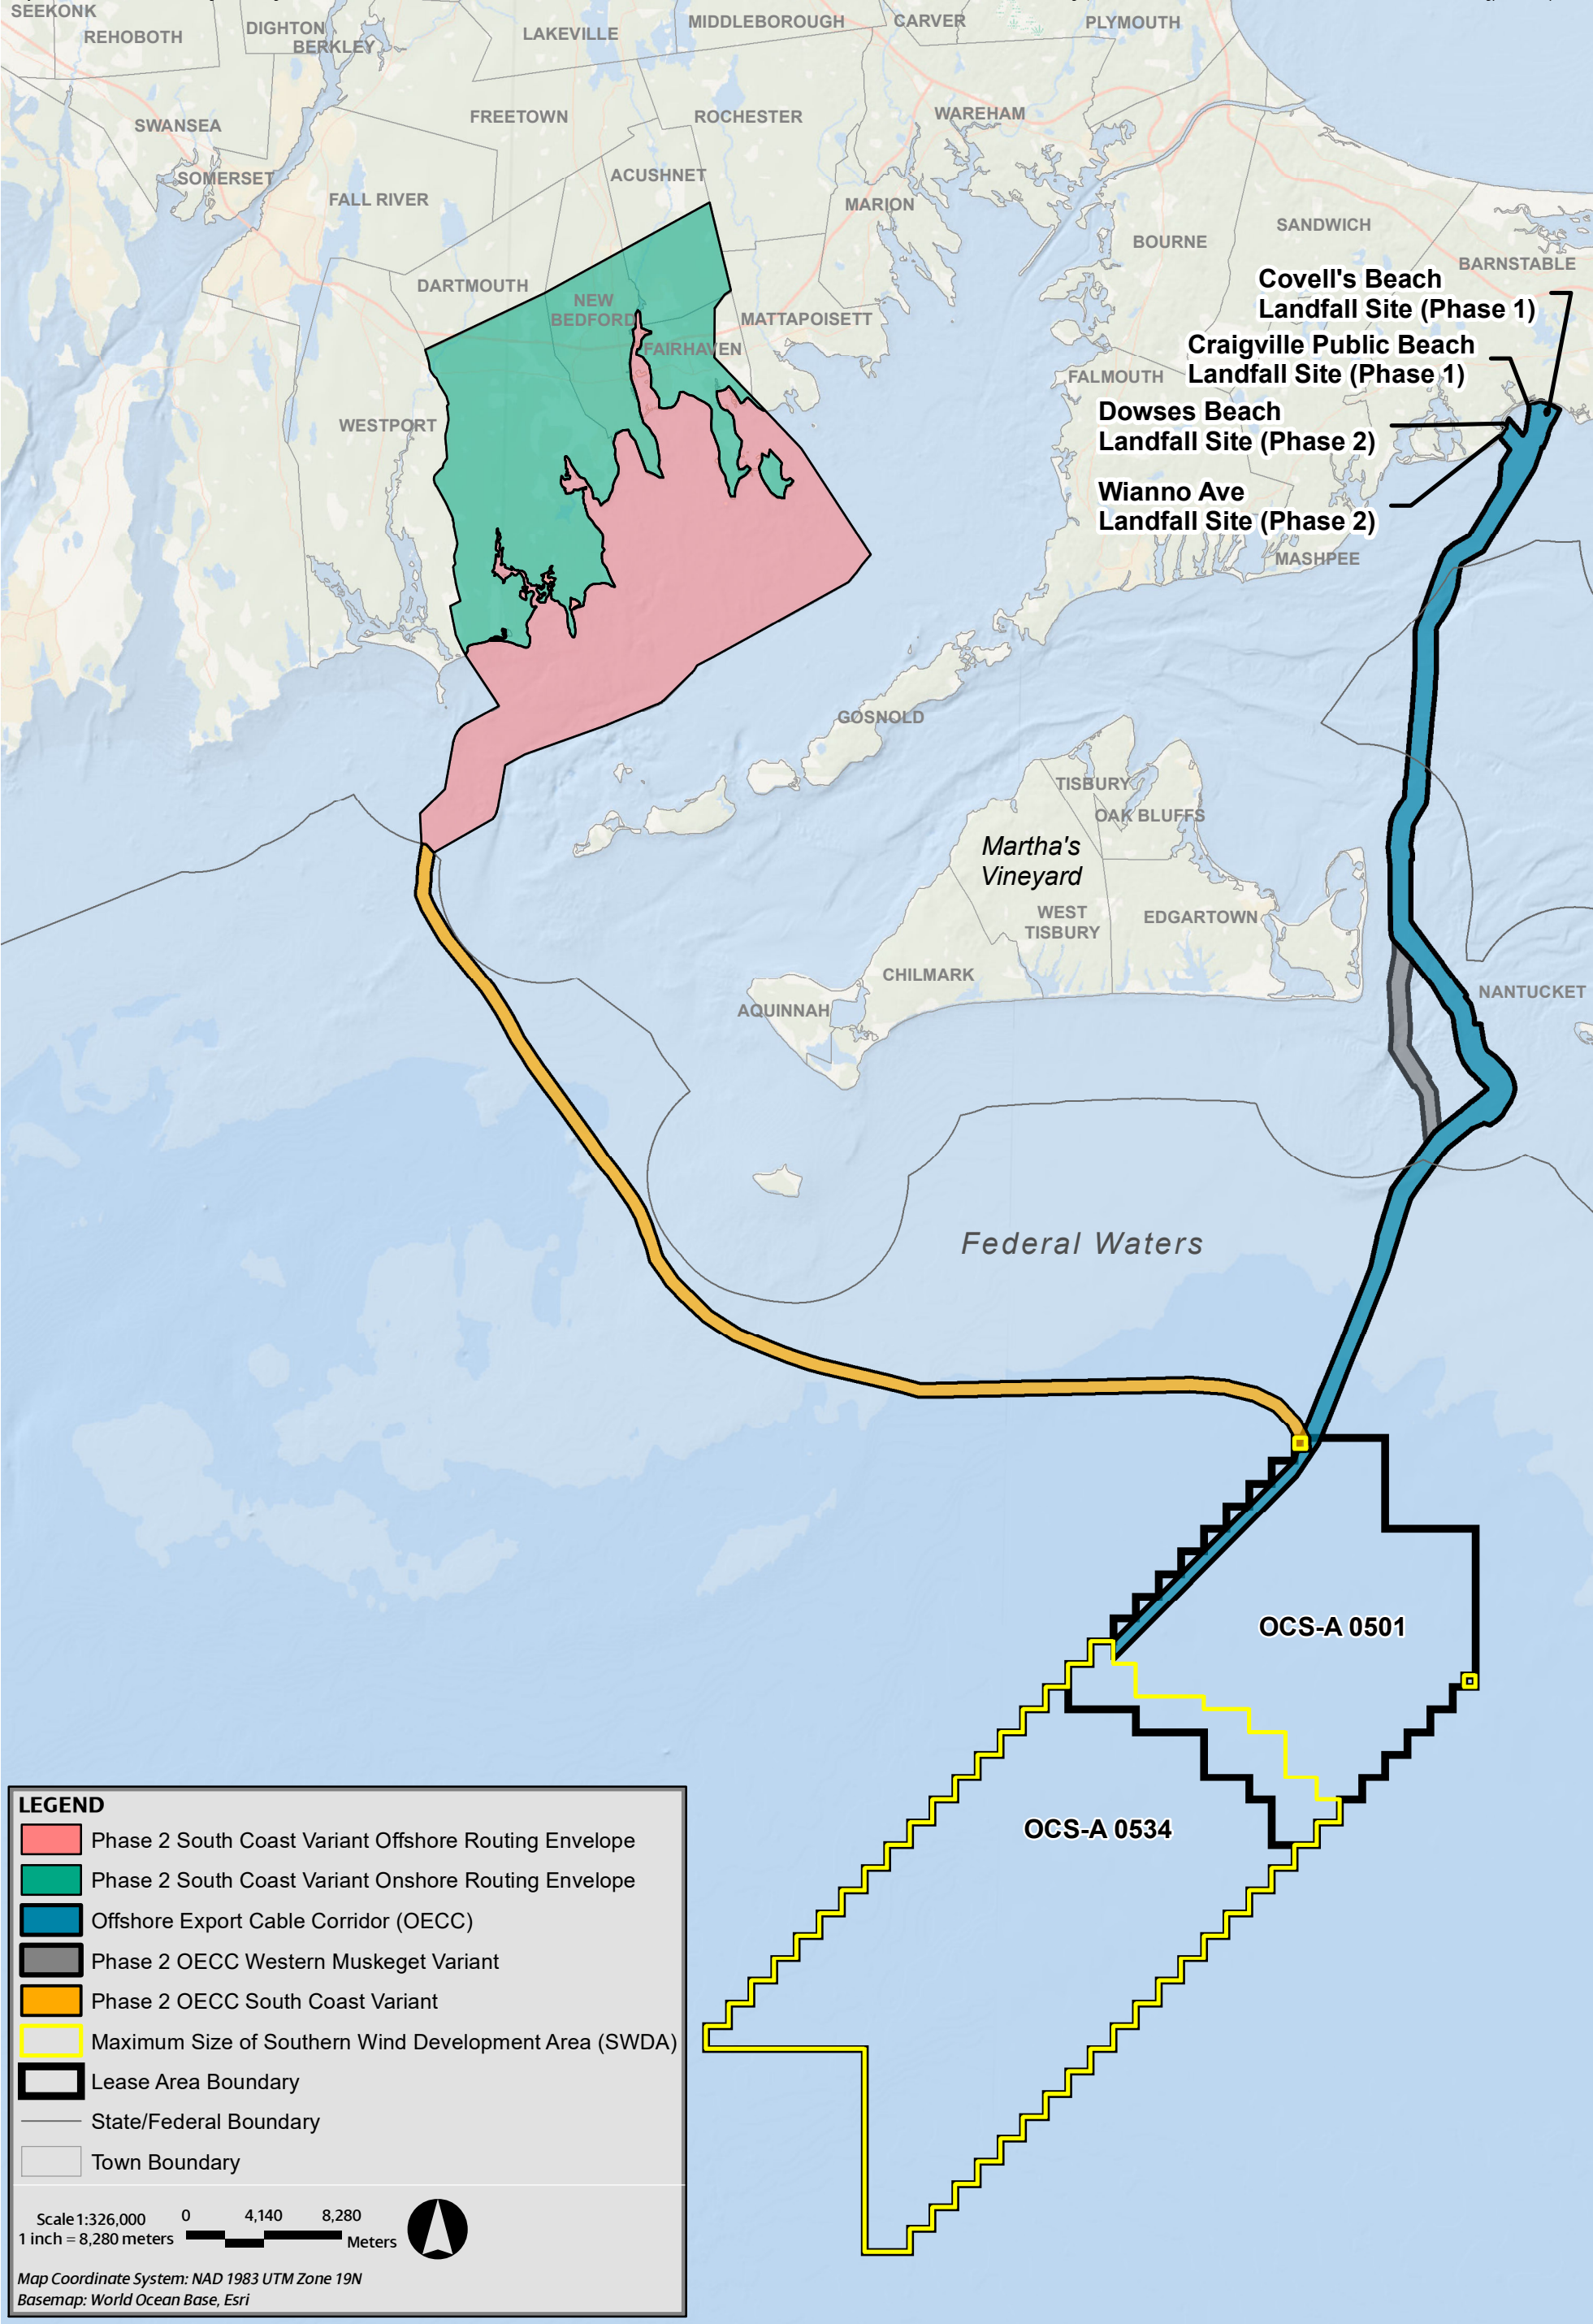 SEEKONK
REHOBOTH
DIGHTON
BERKLEY
LAKEVILLE
MIDDLEBOROUGH
CARVER
PLYMOUTH
SWANSEA
FREETOWN
ROCHESTER
WAREHAM
SOMERSET
FALL RIVER
ACUSHNET
MARION
BOURNE
SANDWICH
BARNSTABLE
DARTMOUTH
NEW
BEDFORD
MATTAPOISETT
FAIRHAVEN
WESTPORT
FALMOUTH
Covell's Beach
Landfall Site (Phase 1)
Craigville Public Beach
Landfall Site (Phase 1)
Dowses Beach
Landfall Site (Phase 2)
Wianno Ave
Landfall Site (Phase 2)
MASHPEE
GOSNOLD
TISBURY
OAK BLUFFS
Martha's
Vineyard
WEST
TISBURY
EDGARTOWN
CHILMARK
AQUINNAH
NANTUCKET
Federal Waters
OCS-A 0501
OCS-A 0534
LEGEND
Phase 2 South Coast Variant Offshore Routing Envelope
Phase 2 South Coast Variant Onshore Routing Envelope
Offshore Export Cable Corridor (OECC)
Phase 2 OECC Western Muskeget Variant
Phase 2 OECC South Coast Variant
Maximum Size of Southern Wind Development Area (SWDA)
Lease Area Boundary
State/Federal Boundary
Town Boundary
Scale 1:326,000
1 inch = 8,280 meters
0 4,140 8,280
Meters
Map Coordinate System: NAD 1983 UTM Zone 19N
Basemap: World Ocean Base, Esri